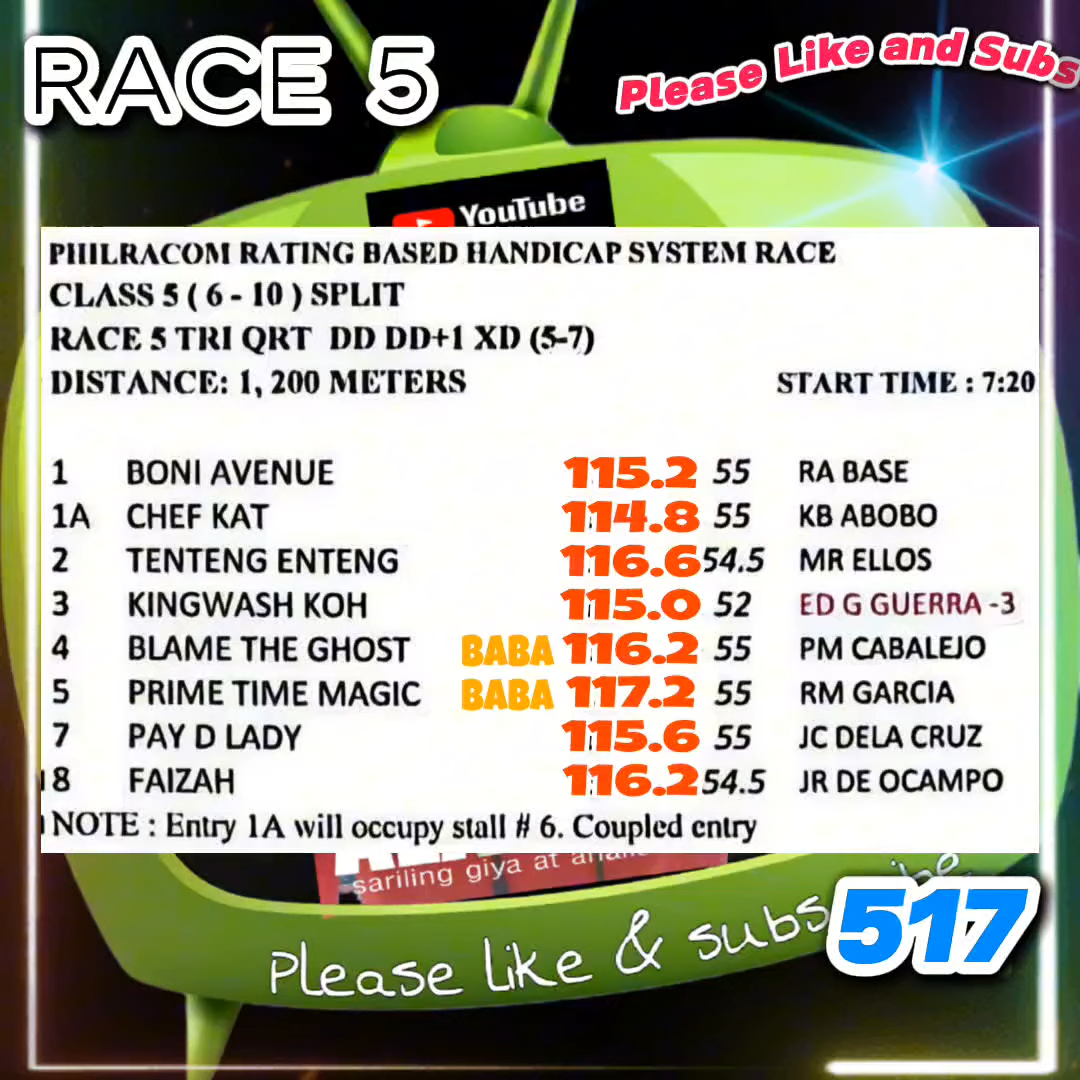 RACE 5
Please Like and Subs
YouTube
PHILRACOM RATING BASED HANDICAP SYSTEM RACE
CLASS 5 ( 6 - 10 ) SPLIT
RACE 5 TRI QRT DD DD+1 XD (5-7)
DISTANCE: 1, 200 METERS START TIME : 7:20
1 BONI AVENUE 115.2 55 RA BASE
1A CHEF KAT 114.8 55 KB ABOBO
2 TENTENG ENTENG 116.6 54.5 MR ELLOS
3 KINGWASH KOH 115.0 52 ED G GUERRA -3
4 BLAME THE GHOST BABA 116.2 55 PM CABALEJO
5 PRIME TIME MAGIC BABA 117.2 55 RM GARCIA
7 PAY D LADY 115.6 55 JC DELA CRUZ
8 FAIZAH 116.2 54.5 JR DE OCAMPO
NOTE : Entry 1A will occupy stall # 6. Coupled entry
sariling giya at
Please like & subs be
517